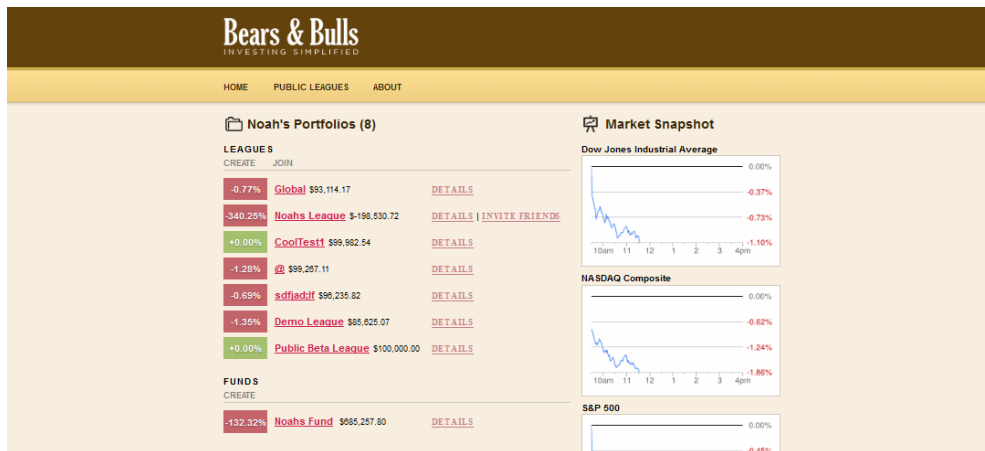 Bears & Bulls
INVESTING SIMPLIFIED
HOME PUBLIC LEAGUES ABOUT
Noah's Portfolios (8)
LEAGUES
CREATE JOIN
-0.77% Global $93,114.17 DETAILS
-340.25% Noahs League $-198,530.72 DETAILS | INVITE FRIENDS
+0.00% CoolTest1 $99,982.54 DETAILS
-1.28% @ $99,267.11 DETAILS
-0.69% sdfjad;lf $96,235.82 DETAILS
-1.35% Demo League $85,625.07 DETAILS
+0.00% Public Beta League $100,000.00 DETAILS
FUNDS
CREATE
-132.32% Noahs Fund $685,257.80 DETAILS
Market Snapshot
Dow Jones Industrial Average
0.00%
-0.37%
-0.73%
-1.10%
10am 11 12 1 2 3 4pm
NASDAQ Composite
0.00%
-0.62%
-1.24%
-1.86%
10am 11 12 1 2 3 4pm
S&P 500
0.00%
-0.45%